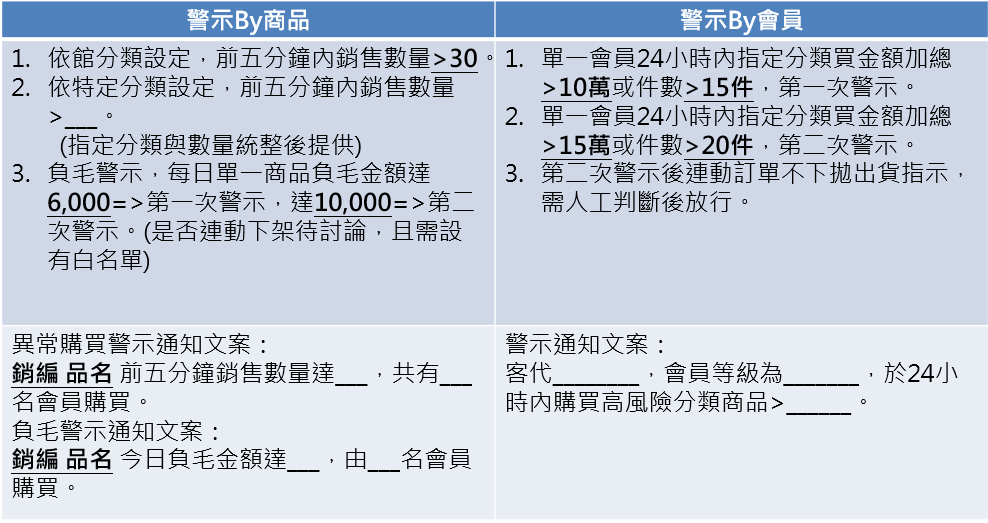 警示By商品
1. 依館分類設定，前五分鐘內銷售數量>30。
2. 依特定分類設定，前五分鐘內銷售數量
>___。
(指定分類與數量統整後提供)
3. 負毛警示，每日單一商品負毛金額達
6,000=>第一次警示，達10,000=>第二
次警示。(是否連動下架待討論，且需設
有白名單)
警示By會員
1. 單一會員24小時內指定分類買金額加總
>10萬或件數>15件，第一次警示。
2. 單一會員24小時內指定分類買金額加總
>15萬或件數>20件，第二次警示。
3. 第二次警示後連動訂單不下拋出貨指示，
需人工判斷後放行。
異常購買警示通知文案：
銷編 品名 前五分鐘銷售數量達___，共有___
名會員購買。
負毛警示通知文案：
銷編 品名 今日負毛金額達___，由___名會員
購買。
警示通知文案：
客代________，會員等級為_______，於24小
時內購買高風險分類商品>______。